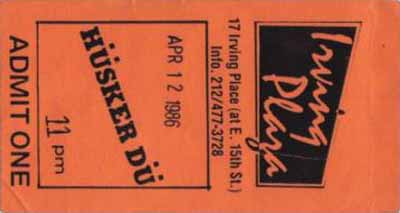 Irving
Plaza
17 Irving Place (at E. 15th St.)
Info. 212/477-3728
APR 12 1986
HÜSKER DÜ
11 pm
ADMIT ONE